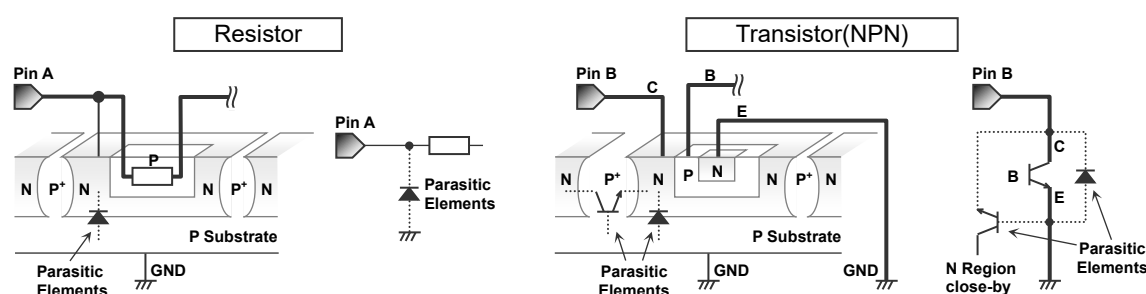 Resistor
Transistor(NPN)
Pin A
Pin A
P
N
P+
N
N
P+
N
Parasitic
Elements
P Substrate
GND
Parasitic
Elements
Pin B
C
B
E
Pin B
C
B
E
N
P+
P
N
N
P+
N
P Substrate
Parasitic
Elements
GND
GND
N Region
close-by
Parasitic
Elements